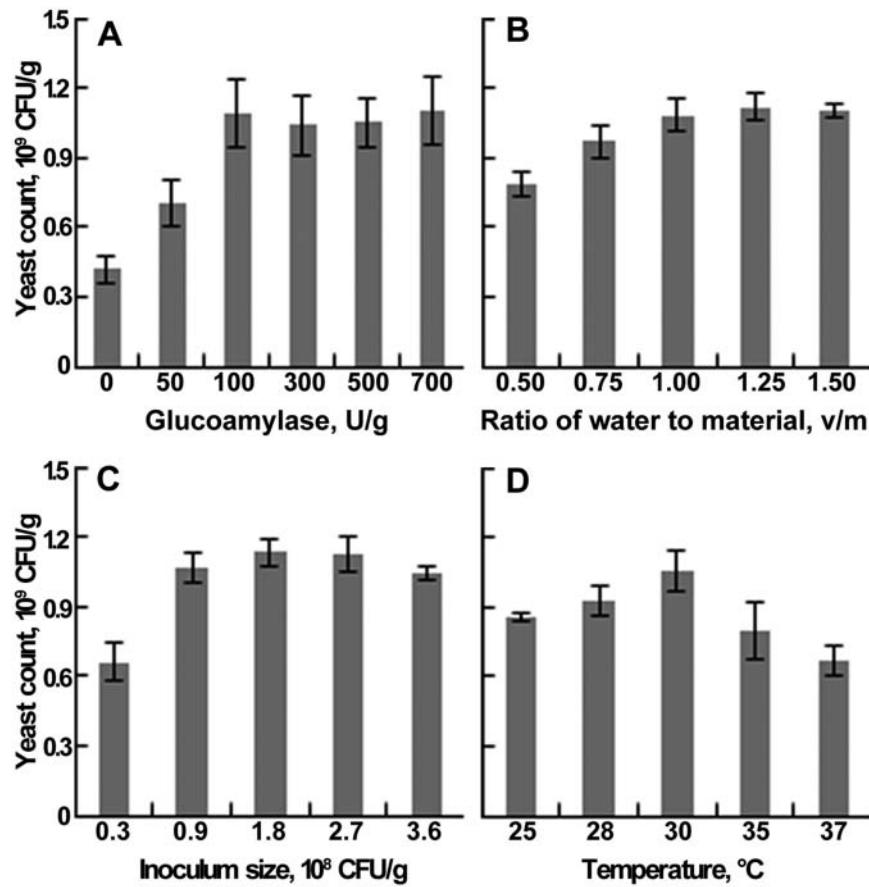 A
B
Yeast count, 10⁹ CFU/g
1.5
1.2
0.9
0.6
0.3
0
0 50 100 300 500 700
0.50 0.75 1.00 1.25 1.50
Glucoamylase, U/g
Ratio of water to material, v/m
C
D
Yeast count, 10⁹ CFU/g
1.5
1.2
0.9
0.6
0.3
0
0.3 0.9 1.8 2.7 3.6
25 28 30 35 37
Inoculum size, 10⁸ CFU/g
Temperature, °C